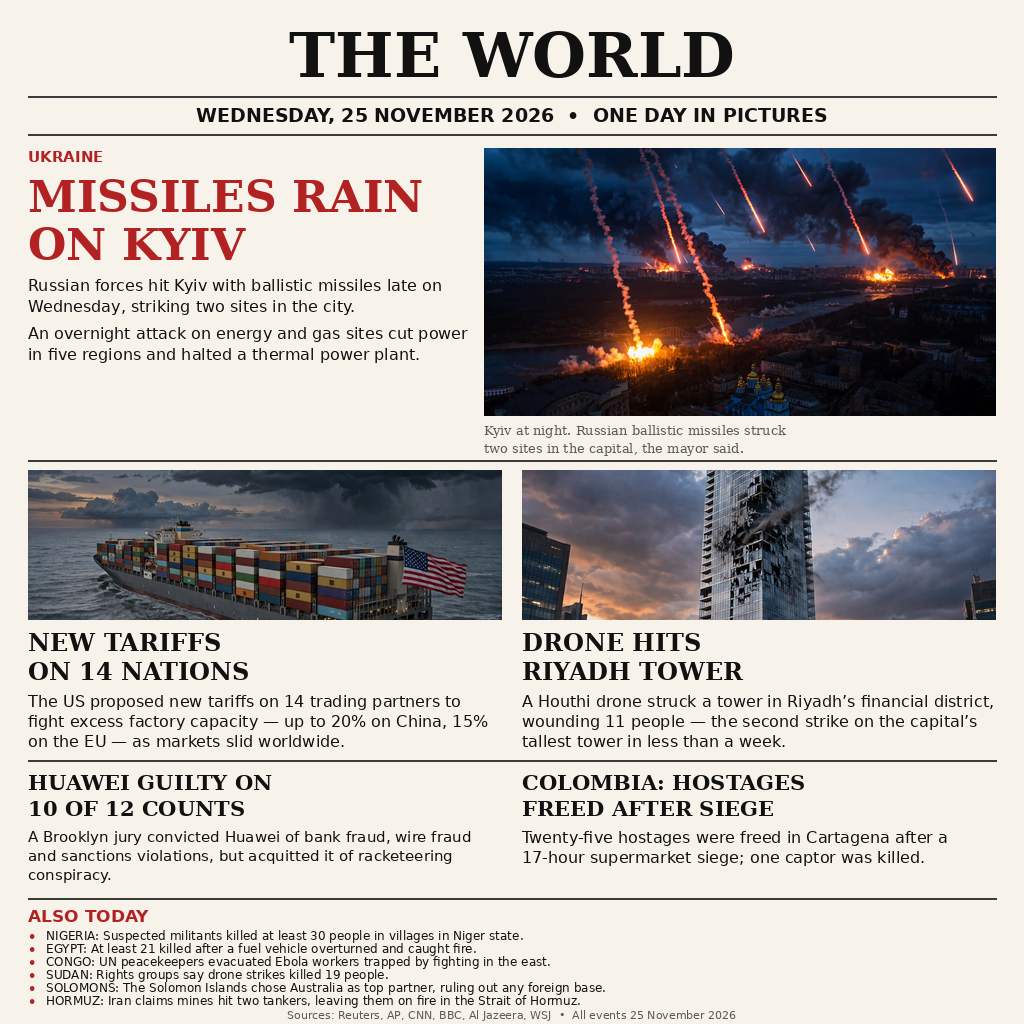 THE WORLD
WEDNESDAY, 25 NOVEMBER 2026 • ONE DAY IN PICTURES
UKRAINE
MISSILES RAIN
ON KYIV
Russian forces hit Kyiv with ballistic missiles late on
Wednesday, striking two sites in the city.
An overnight attack on energy and gas sites cut power
in five regions and halted a thermal power plant.
Kyiv at night. Russian ballistic missiles struck
two sites in the capital, the mayor said.
NEW TARIFFS
ON 14 NATIONS
The US proposed new tariffs on 14 trading partners to
fight excess factory capacity — up to 20% on China, 15%
on the EU — as markets slid worldwide.
DRONE HITS
RIYADH TOWER
A Houthi drone struck a tower in Riyadh’s financial district,
wounding 11 people — the second strike on the capital’s
tallest tower in less than a week.
HUAWEI GUILTY ON
10 OF 12 COUNTS
A Brooklyn jury convicted Huawei of bank fraud, wire fraud
and sanctions violations, but acquitted it of racketeering
conspiracy.
COLOMBIA: HOSTAGES
FREED AFTER SIEGE
Twenty-five hostages were freed in Cartagena after a
17-hour supermarket siege; one captor was killed.
ALSO TODAY
• NIGERIA: Suspected militants killed at least 30 people in villages in Niger state.
• EGYPT: At least 21 killed after a fuel vehicle overturned and caught fire.
• CONGO: UN peacekeepers evacuated Ebola workers trapped by fighting in the east.
• SUDAN: Rights groups say drone strikes killed 19 people.
• SOLOMONS: The Solomon Islands chose Australia as top partner, ruling out any foreign base.
• HORMUZ: Iran claims mines hit two tankers, leaving them on fire in the Strait of Hormuz.
Sources: Reuters, AP, CNN, BBC, Al Jazeera, WSJ • All events 25 November 2026